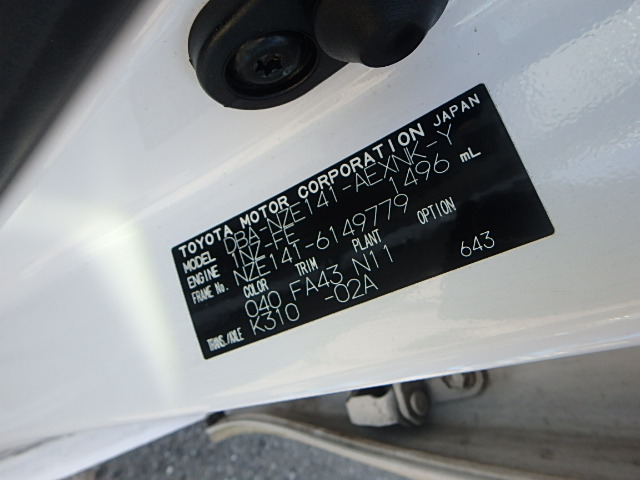 TOYOTA MOTOR CORPORATION JAPAN
MODEL DBA-NZE141-AEXNK-Y
ENGINE 1NZ-FE 1496 mL
FRAME No. NZE141-6149779
COLOR TRIM PLANT OPTION
040 FA43 N11 643
TRANS./AXLE K310 -02A